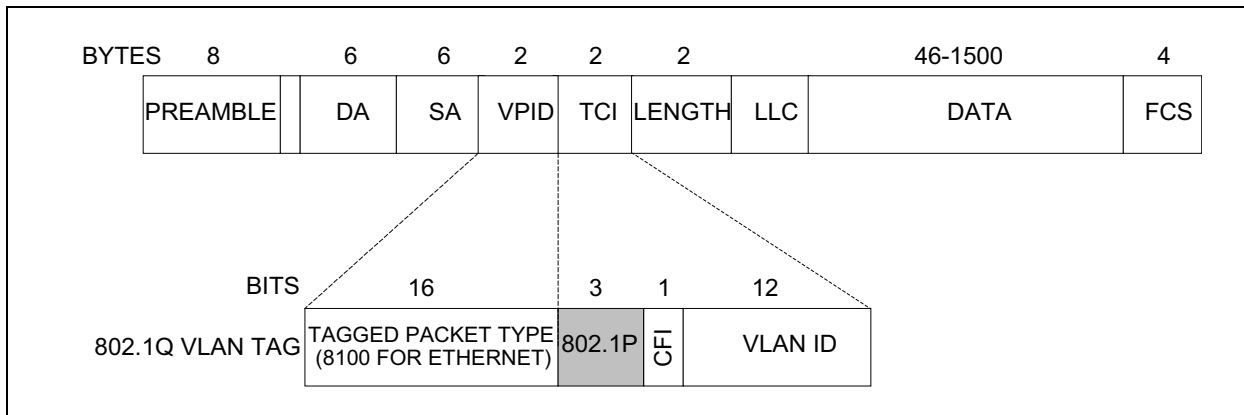 BYTES 8 6 6 2 2 2 46-1500 4
PREAMBLE DA SA VPID TCI LENGTH LLC DATA FCS
BITS 16 3 1 12
802.1Q VLAN TAG TAGGED PACKET TYPE (8100 FOR ETHERNET) 802.1P CFI VLAN ID